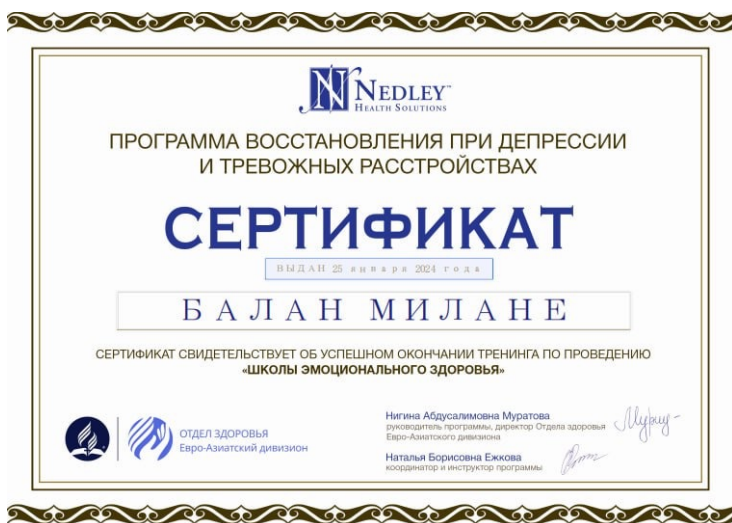 NEDLEY™
HEALTH SOLUTIONS
ПРОГРАММА ВОССТАНОВЛЕНИЯ ПРИ ДЕПРЕССИИ
И ТРЕВОЖНЫХ РАССТРОЙСТВАХ
СЕРТИФИКАТ
ВЫДАН 25 января 2024 года
БАЛАН МИЛАНЕ
СЕРТИФИКАТ СВИДЕТЕЛЬСТВУЕТ ОБ УСПЕШНОМ ОКОНЧАНИИ ТРЕНИНГА ПО ПРОВЕДЕНИЮ
«ШКОЛЫ ЭМОЦИОНАЛЬНОГО ЗДОРОВЬЯ»
ОТДЕЛ ЗДОРОВЬЯ
Евро-Азиатский дивизион
Нигина Абдусалимовна Муратова
руководитель программы, директор Отдела здоровья
Евро-Азиатского дивизиона
Наталья Борисовна Ежкова
координатор и инструктор программы